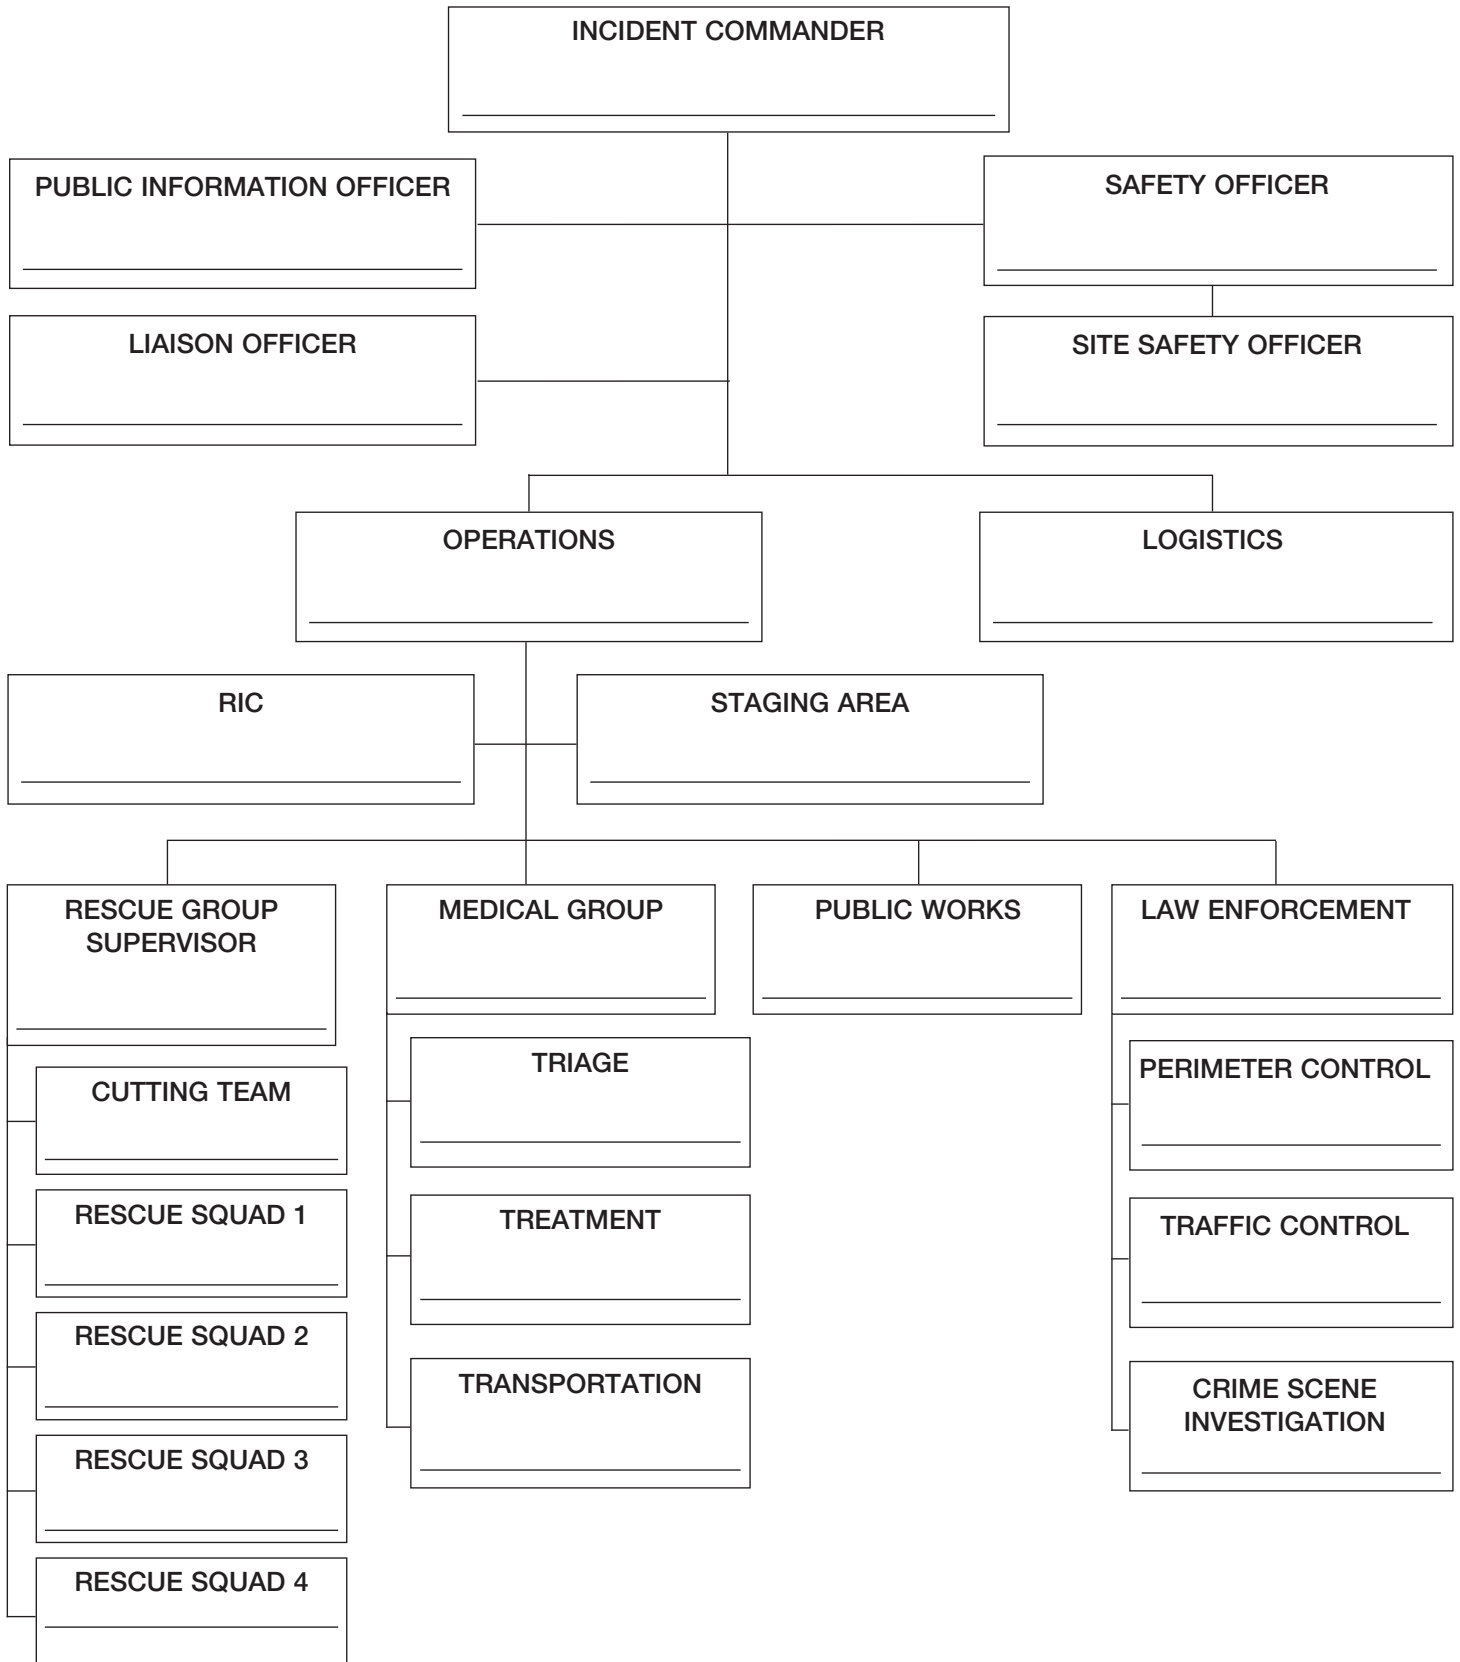 INCIDENT COMMANDER
PUBLIC INFORMATION OFFICER
SAFETY OFFICER
LIAISON OFFICER
SITE SAFETY OFFICER
OPERATIONS
LOGISTICS
RIC
STAGING AREA
RESCUE GROUP
SUPERVISOR
MEDICAL GROUP
PUBLIC WORKS
LAW ENFORCEMENT
CUTTING TEAM
RESCUE SQUAD 1
RESCUE SQUAD 2
RESCUE SQUAD 3
RESCUE SQUAD 4
TRIAGE
TREATMENT
TRANSPORTATION
PERIMETER CONTROL
TRAFFIC CONTROL
CRIME SCENE
INVESTIGATION